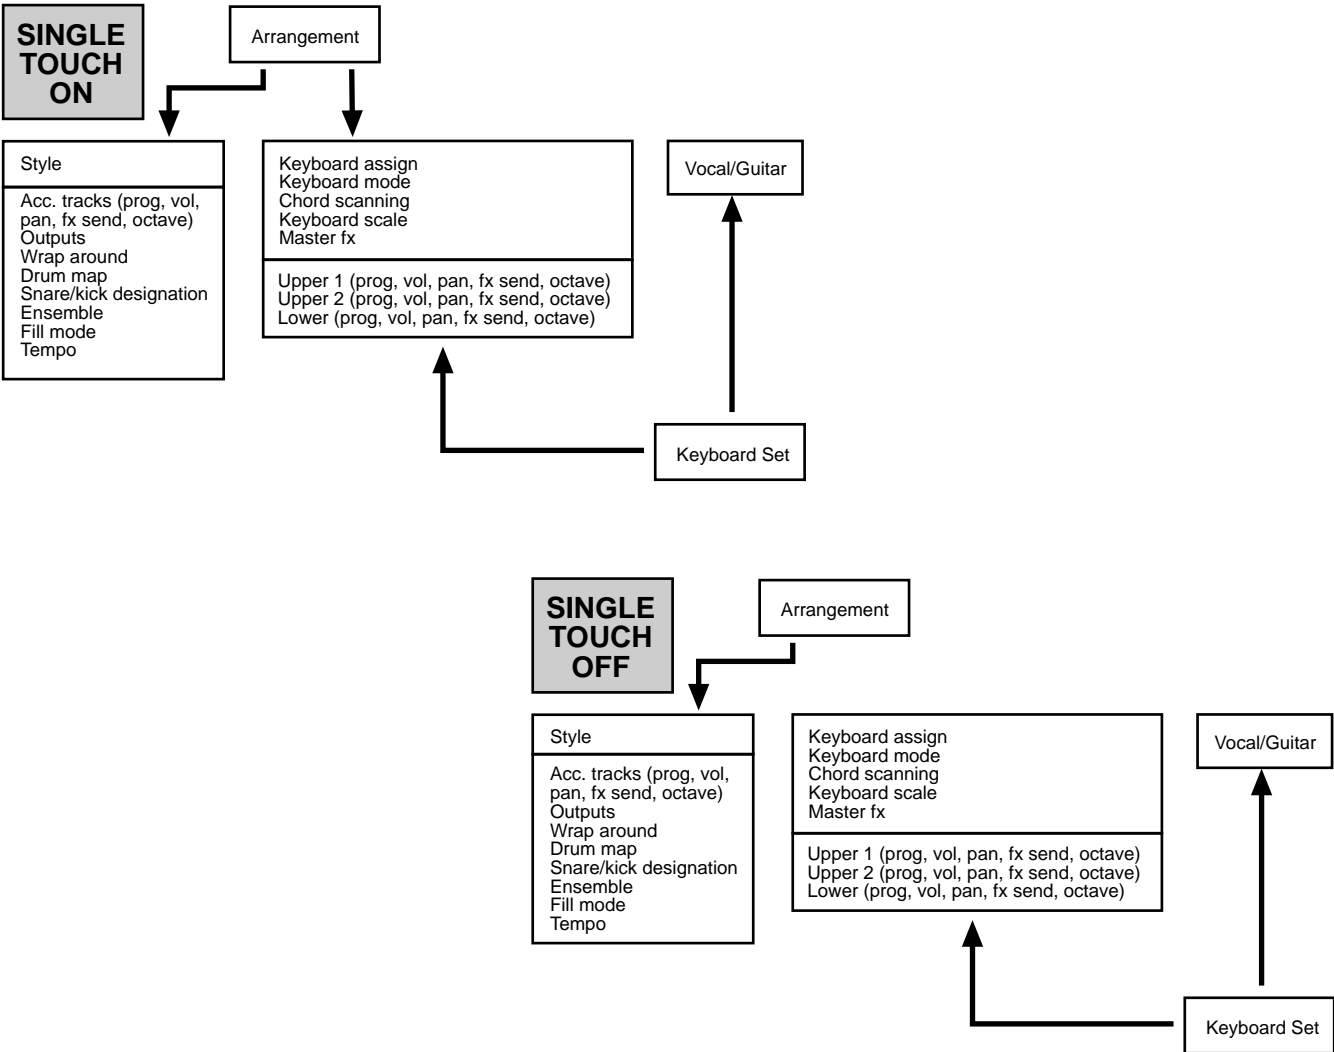 SINGLE
TOUCH
ON
Arrangement
Style
Acc. tracks (prog, vol,
pan, fx send, octave)
Outputs
Wrap around
Drum map
Snare/kick designation
Ensemble
Fill mode
Tempo
Keyboard assign
Keyboard mode
Chord scanning
Keyboard scale
Master fx
Upper 1 (prog, vol, pan, fx send, octave)
Upper 2 (prog, vol, pan, fx send, octave)
Lower (prog, vol, pan, fx send, octave)
Vocal/Guitar
Keyboard Set
SINGLE
TOUCH
OFF
Arrangement
Style
Acc. tracks (prog, vol,
pan, fx send, octave)
Outputs
Wrap around
Drum map
Snare/kick designation
Ensemble
Fill mode
Tempo
Keyboard assign
Keyboard mode
Chord scanning
Keyboard scale
Master fx
Upper 1 (prog, vol, pan, fx send, octave)
Upper 2 (prog, vol, pan, fx send, octave)
Lower (prog, vol, pan, fx send, octave)
Vocal/Guitar
Keyboard Set